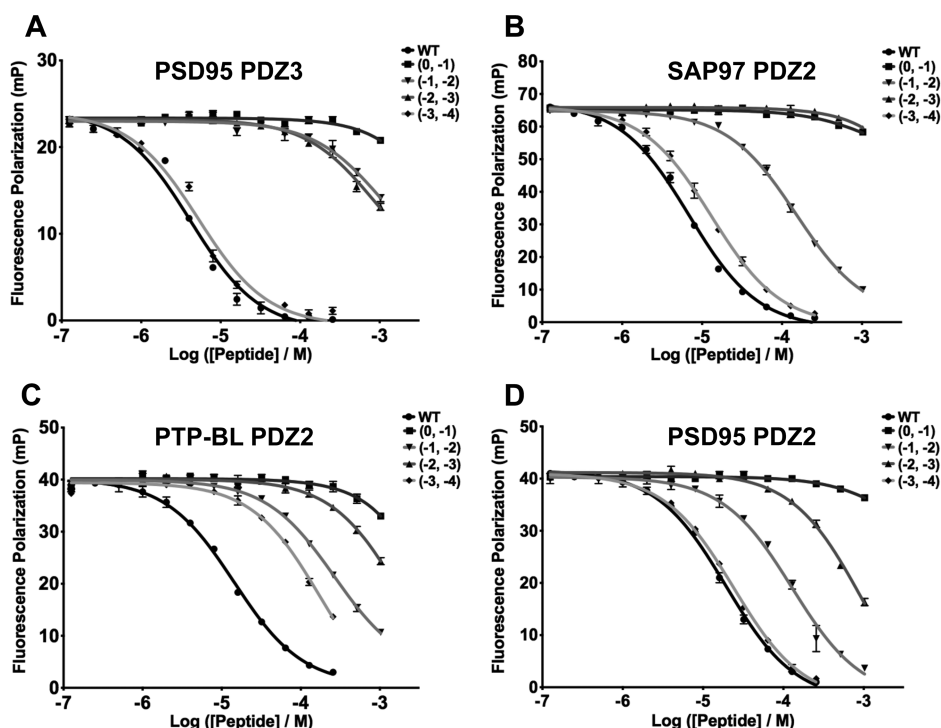 A
PSD95 PDZ3
WT
(0, -1)
(-1, -2)
(-2, -3)
(-3, -4)
Fluorescence Polarization (mP)
30
20
10
0
-7 -6 -5 -4 -3
Log ([Peptide] / M)
B
SAP97 PDZ2
WT
(0, -1)
(-1, -2)
(-2, -3)
(-3, -4)
Fluorescence Polarization (mP)
80
70
60
50
40
30
20
10
0
-7 -6 -5 -4 -3
Log ([Peptide] / M)
C
PTP-BL PDZ2
WT
(0, -1)
(-1, -2)
(-2, -3)
(-3, -4)
Fluorescence Polarization (mP)
50
40
30
20
10
0
-7 -6 -5 -4 -3
Log ([Peptide] / M)
D
PSD95 PDZ2
WT
(0, -1)
(-1, -2)
(-2, -3)
(-3, -4)
Fluorescence Polarization (mP)
50
40
30
20
10
0
-7 -6 -5 -4 -3
Log ([Peptide] / M)